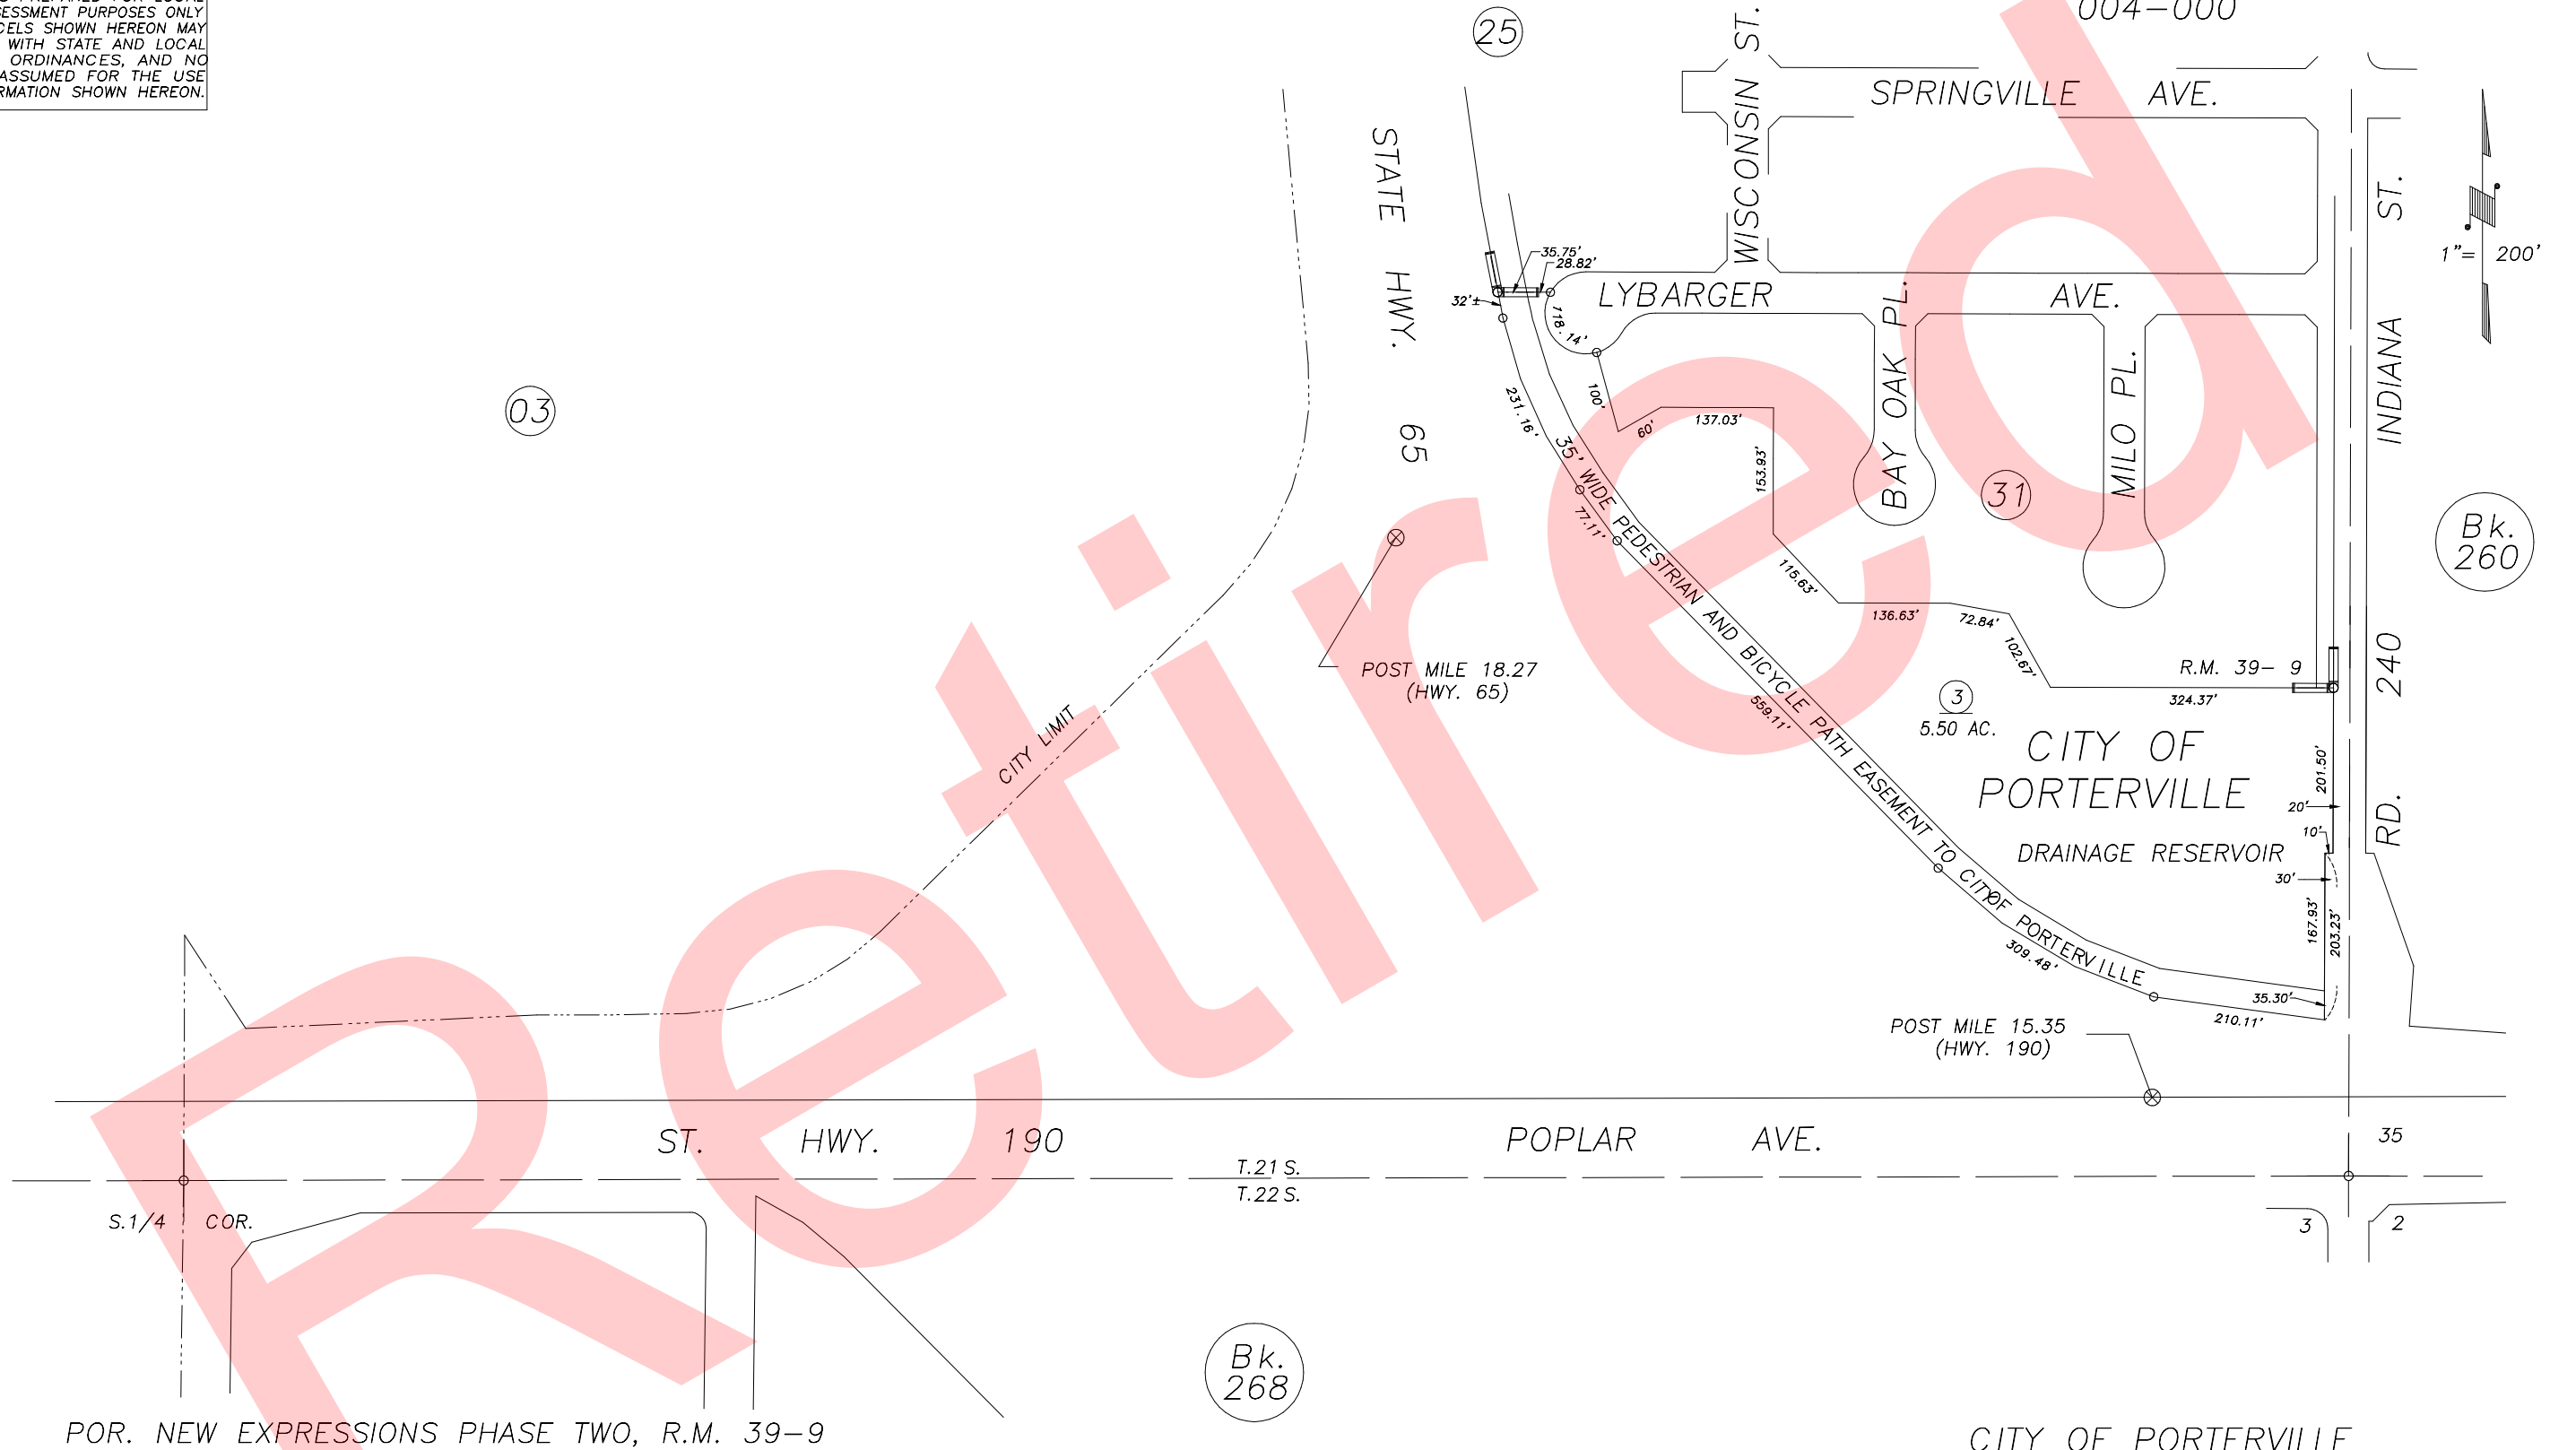 SESSMENT PURPOSES ONLY
CELS SHOWN HEREON MAY
WITH STATE AND LOCAL
ORDINANCES, AND NO
ASSUMED FOR THE USE
RMATION SHOWN HEREON.
25
004-000
WISCONSIN ST.
SPRINGVILLE AVE.
STATE HWY. 65
INDIANA ST.
1"= 200'
35.75'
28.82'
32'±
118.14'
LYBARGER AVE.
BAY OAK PL.
MILO PL.
03
231.16'
100'
60'
137.03'
153.93'
31
Bk.
260
77.11'
35' WIDE PEDESTRIAN AND BICYCLE PATH EASEMENT TO CITY OF PORTERVILLE
115.63'
136.63'
72.84'
102.67'
R.M. 39- 9
324.37'
RD. 240
POST MILE 18.27
(HWY. 65)
3
5.50 AC.
559.11'
CITY LIMIT
CITY OF
PORTERVILLE
201.50'
20'
10'
DRAINAGE RESERVOIR
30'
167.93'
203.23'
309.48'
35.30'
210.11'
POST MILE 15.35
(HWY. 190)
ST. HWY. 190
POPLAR AVE.
35
T.21 S.
T.22 S.
S.1/4 COR.
3
2
Bk.
268
POR. NEW EXPRESSIONS PHASE TWO, R.M. 39-9
CITY OF PORTERVILLE
Retired